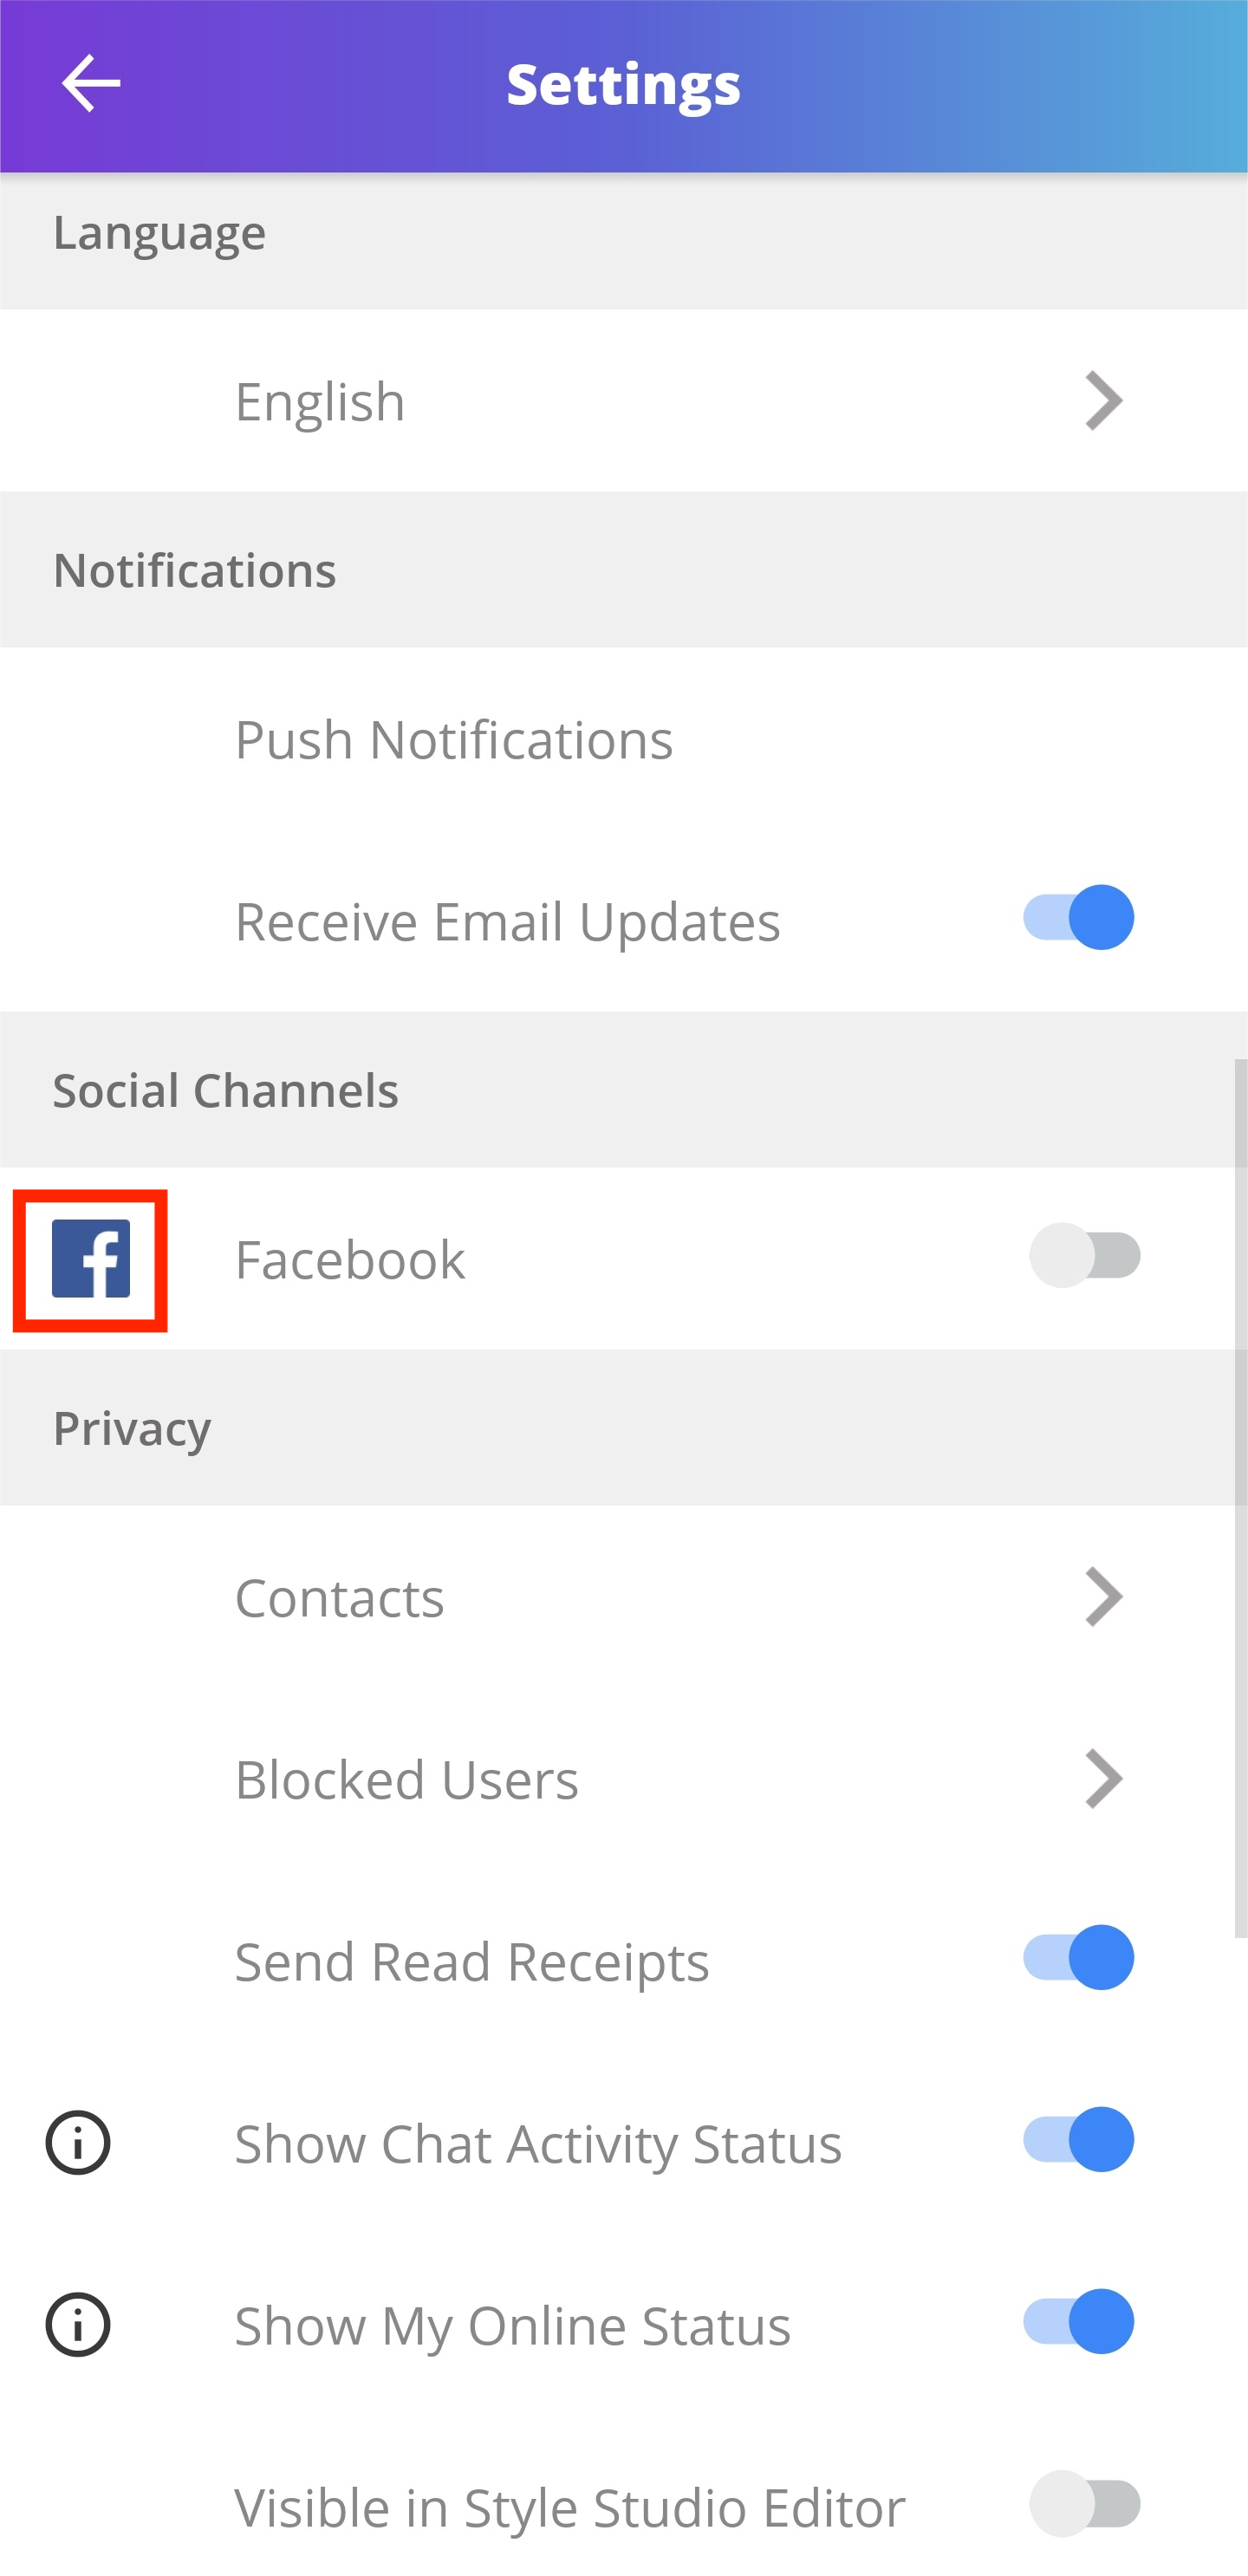 Settings
Language
English
Notifications
Push Notifications
Receive Email Updates
Social Channels
Facebook
Privacy
Contacts
Blocked Users
Send Read Receipts
Show Chat Activity Status
Show My Online Status
Visible in Style Studio Editor